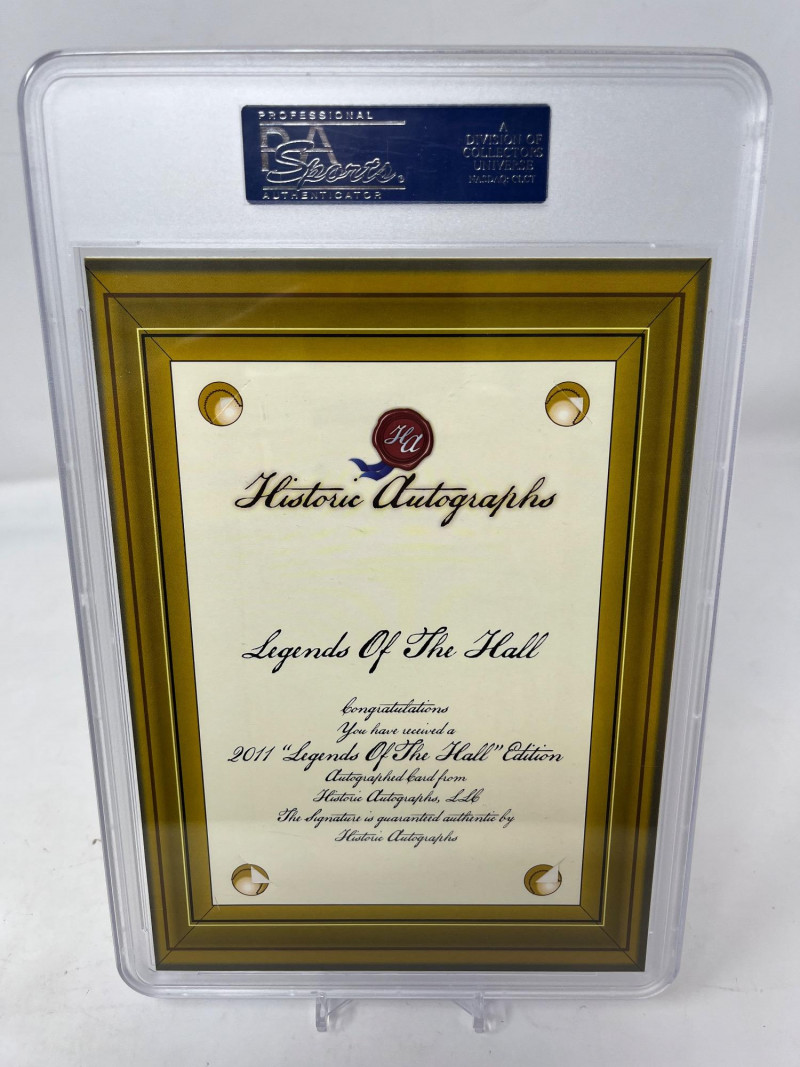 PROFESSIONAL
PSA
Sports
AUTHENTICATOR
A
DIVISION OF
COLLECTORS
UNIVERSE
NASDAQ: CLCT
HA
Historic Autographs
Legends Of The Hall
Congratulations
You have received a
2011 "Legends Of The Hall" Edition
Autographed Card from
Historic Autographs, LLC
The Signature is guaranteed authentic by
Historic Autographs